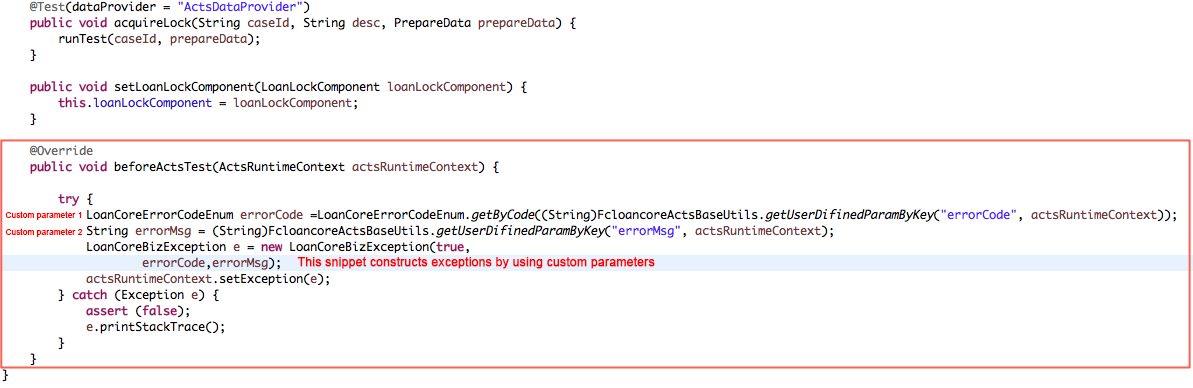 @Test(dataProvider = "ActsDataProvider")
public void acquireLock(String caseId, String desc, PrepareData prepareData) {
runTest(caseId, prepareData);
}
public void setLoanLockComponent(LoanLockComponent loanLockComponent) {
this.loanLockComponent = loanLockComponent;
}
@Override
public void beforeActsTest(ActsRuntimeContext actsRuntimeContext) {
try {
Custom parameter 1 LoanCoreErrorCodeEnum errorCode =LoanCoreErrorCodeEnum.getByCode((String)FcloancoreActsBaseUtils.getUserDifinedParamByKey("errorCode", actsRuntimeContext));
Custom parameter 2 String errorMsg = (String)FcloancoreActsBaseUtils.getUserDifinedParamByKey("errorMsg", actsRuntimeContext);
LoanCoreBizException e = new LoanCoreBizException(true,
errorCode,errorMsg); This snippet constructs exceptions by using custom parameters
actsRuntimeContext.setException(e);
} catch (Exception e) {
assert (false);
e.printStackTrace();
}
}
}